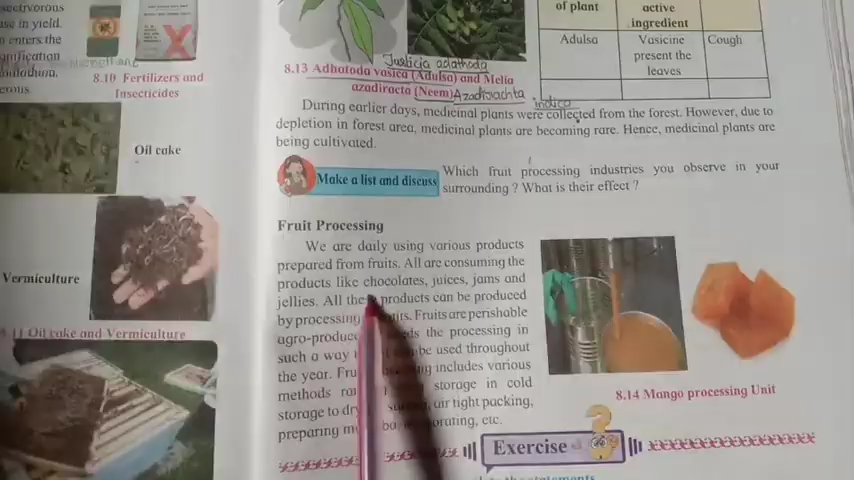 se in yield.
enters the
8.10 Fertilizers and
Insecticides
Oil cake
Vermiculture
8.11 Oil cake and Vermiculture
of plant
active
ingredient
Adulsa
Vasicine
present the
leaves
Cough
Justicia adathoda
8.13 Adhatoda vasica (Adulsa) and Melia
azadiracta (Neem) Azadirachta indica
During earlier days, medicinal plants were collected from the forest. However, due to
depletion in forest area, medicinal plants are becoming rare. Hence, medicinal plants are
being cultivated.
Make a list and discuss
Which fruit processing industries you observe in your
surrounding ? What is their effect ?
Fruit Processing
We are daily using various products
prepared from fruits. All are consuming the
products like chocolates, juices, jams and
jellies. All these products can be produced
by processing fruits. Fruits are perishable
agro-produce the processing in
such a way be used throughout
the year. includes various
methods storage in cold
storage to air tight packing,
preparing etc.
8.14 Mango processing Unit
Exercise